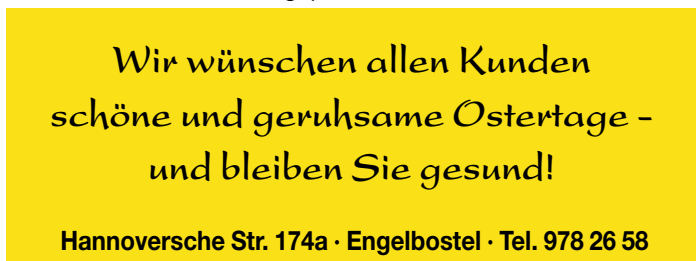 Wir wünschen allen Kunden
schöne und geruhsame Ostertage –
und bleiben Sie gesund!
Hannoversche Str. 174a · Engelbostel · Tel. 978 26 58